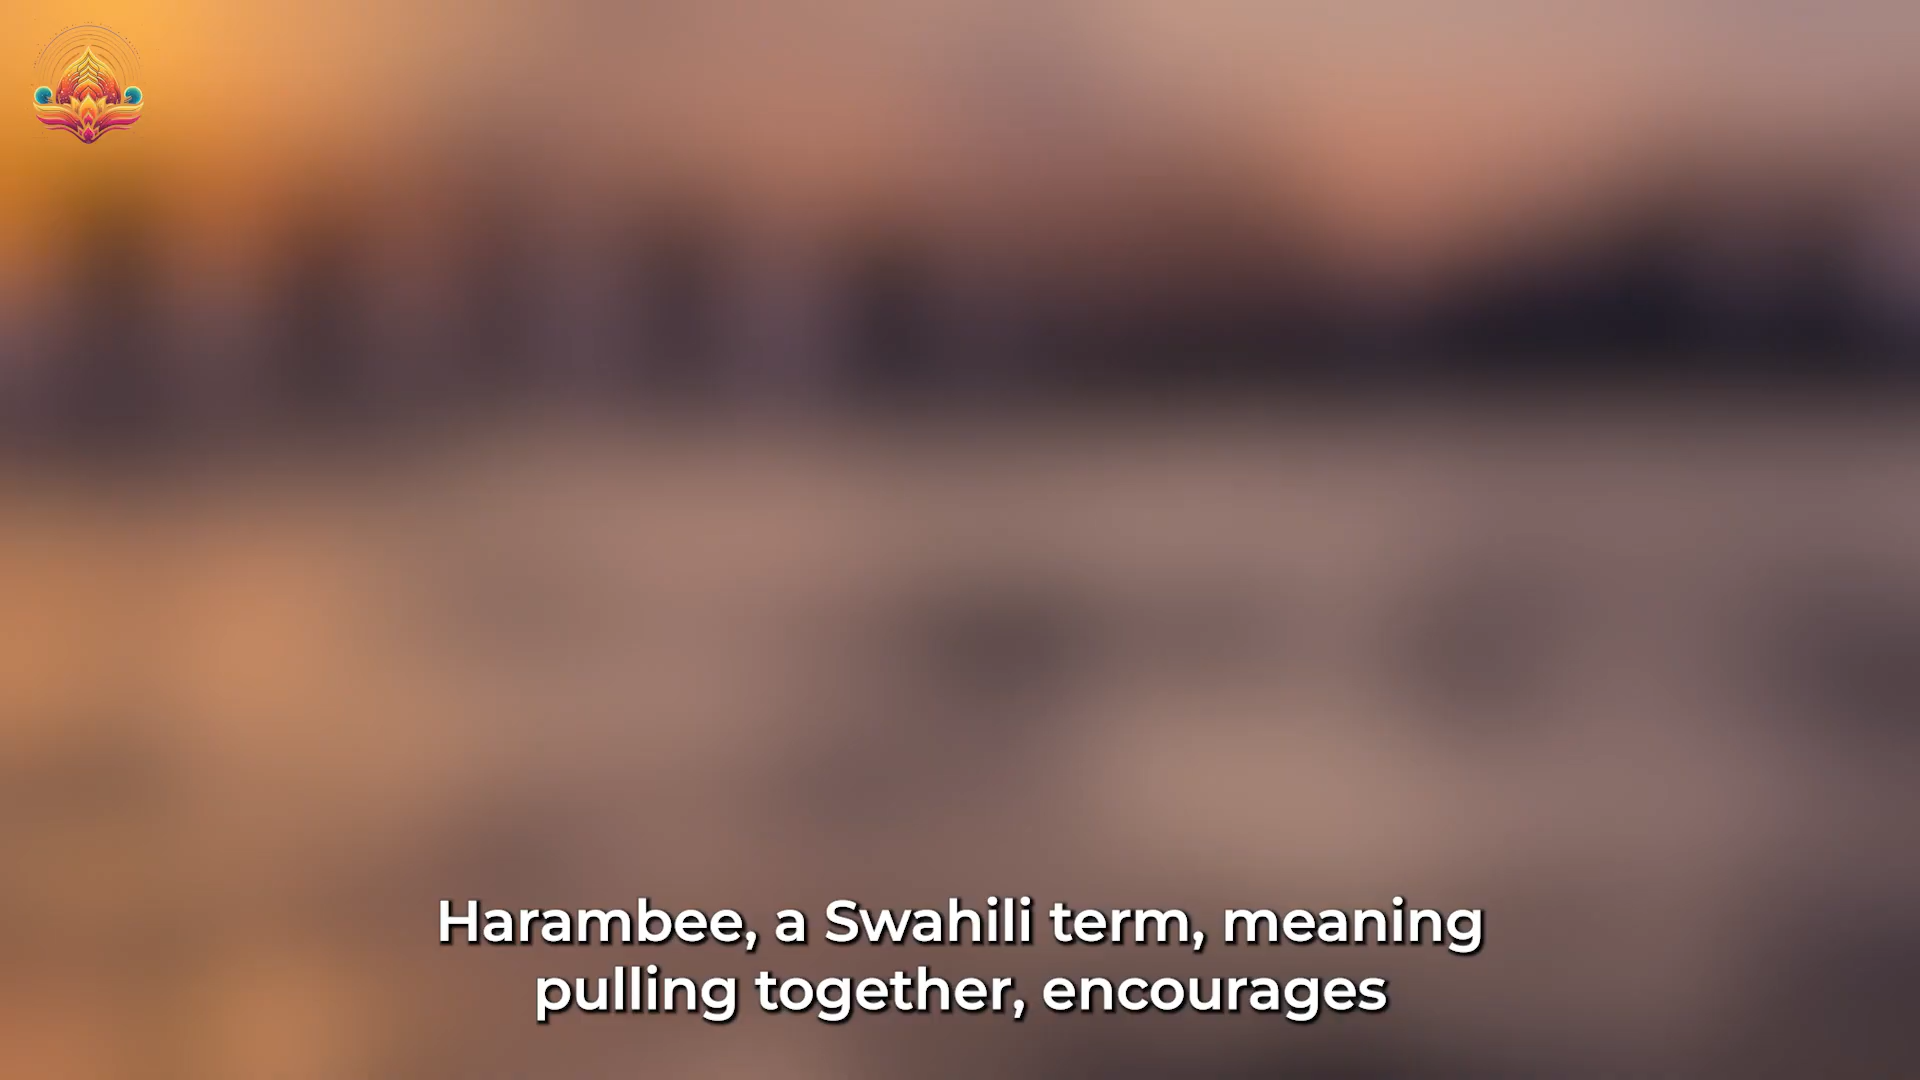 Harambee, a Swahili term, meaning
pulling together, encourages